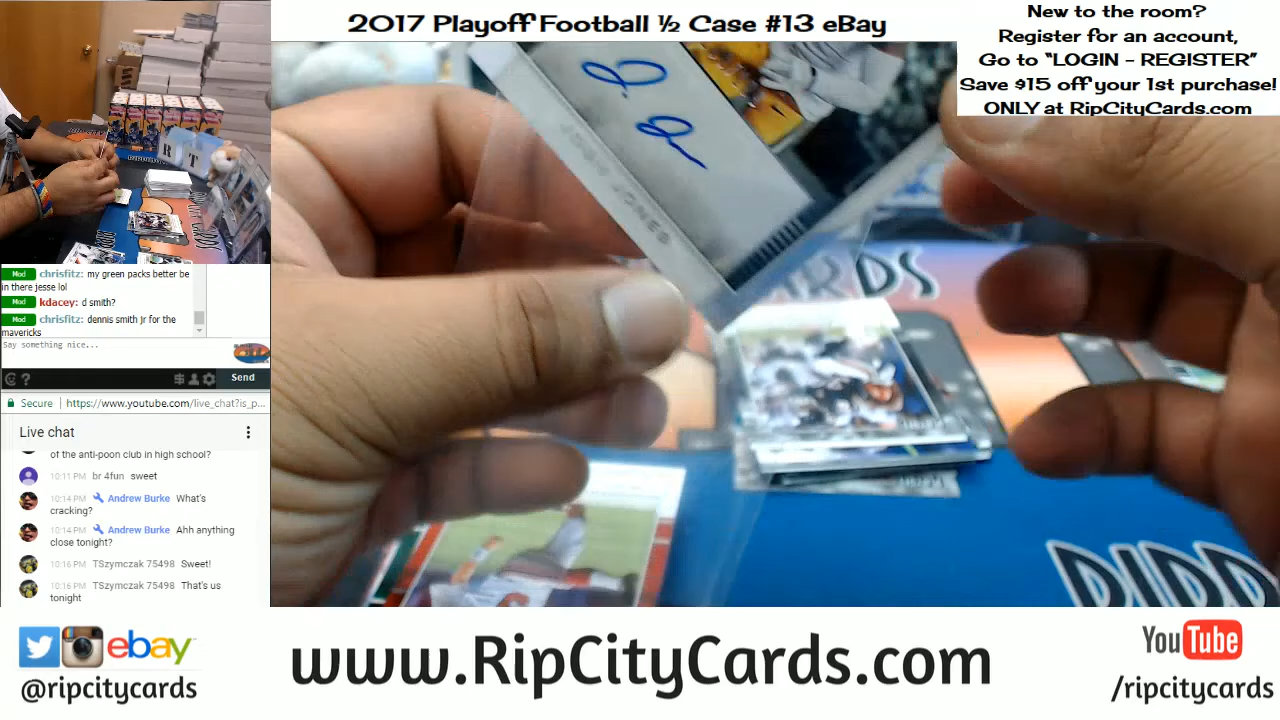 2017 Playoff Football ½ Case #13 eBay
New to the room?
Register for an account,
Go to "LOGIN - REGISTER"
Save $15 off your 1st purchase!
ONLY at RipCityCards.com
R T
Mod chrisfitz: my green packs better be
in there jesse lol
Mod kdacey: d smith?
Mod chrisfitz: dennis smith jr for the
mavericks
Say something nice...
Send
Secure | https://www.youtube.com/live_chat?is_p...
Live chat
of the anti-poon club in high school?
10:11 PM br 4fun sweet
10:14 PM Andrew Burke What's
cracking?
10:14 PM Andrew Burke Ahh anything
close tonight?
10:16 PM TSzymczak 75498 Sweet!
10:16 PM TSzymczak 75498 That's us
tonight
JONES
RDS
RIPP
ebay
@ripcitycards
www.RipCityCards.com
YouTube
/ripcitycards